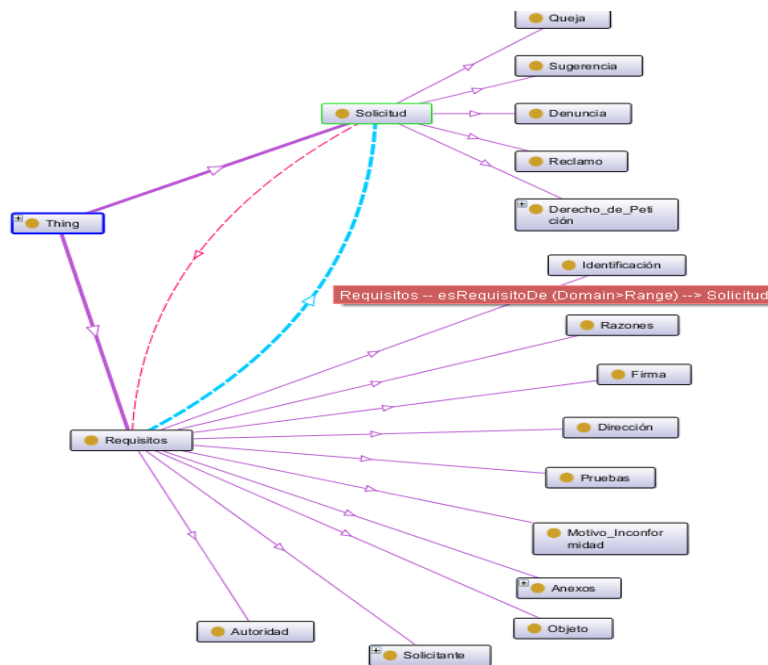 Queja
Sugerencia
Solicitud
Denuncia
Reclamo
Derecho_de_Peti
ción
Thing
Identificación
Requisitos -- esRequisitoDe (Domain>Range) --> Solicitud
Razones
Firma
Dirección
Requisitos
Pruebas
Motivo_Inconfor
midad
Anexos
Objeto
Autoridad
Solicitante